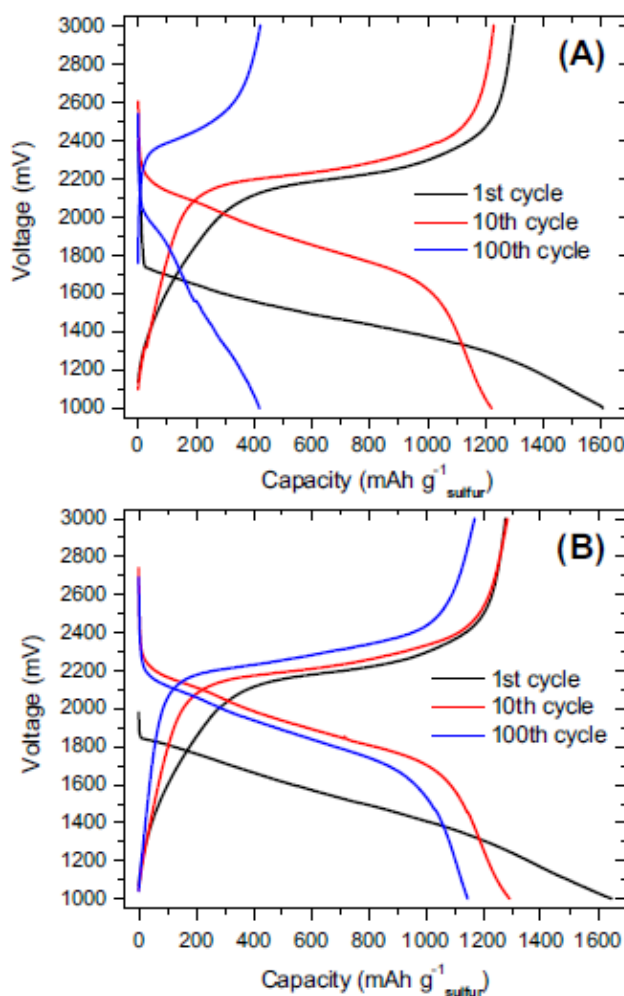 (A)
3000
2800
2600
2400
2200
2000
1800
1600
1400
1200
1000
Voltage (mV)
1st cycle
10th cycle
100th cycle
0 200 400 600 800 1000 1200 1400 1600
Capacity (mAh g⁻¹sulfur)
(B)
3000
2800
2600
2400
2200
2000
1800
1600
1400
1200
1000
Voltage (mV)
1st cycle
10th cycle
100th cycle
0 200 400 600 800 1000 1200 1400 1600
Capacity (mAh g⁻¹sulfur)